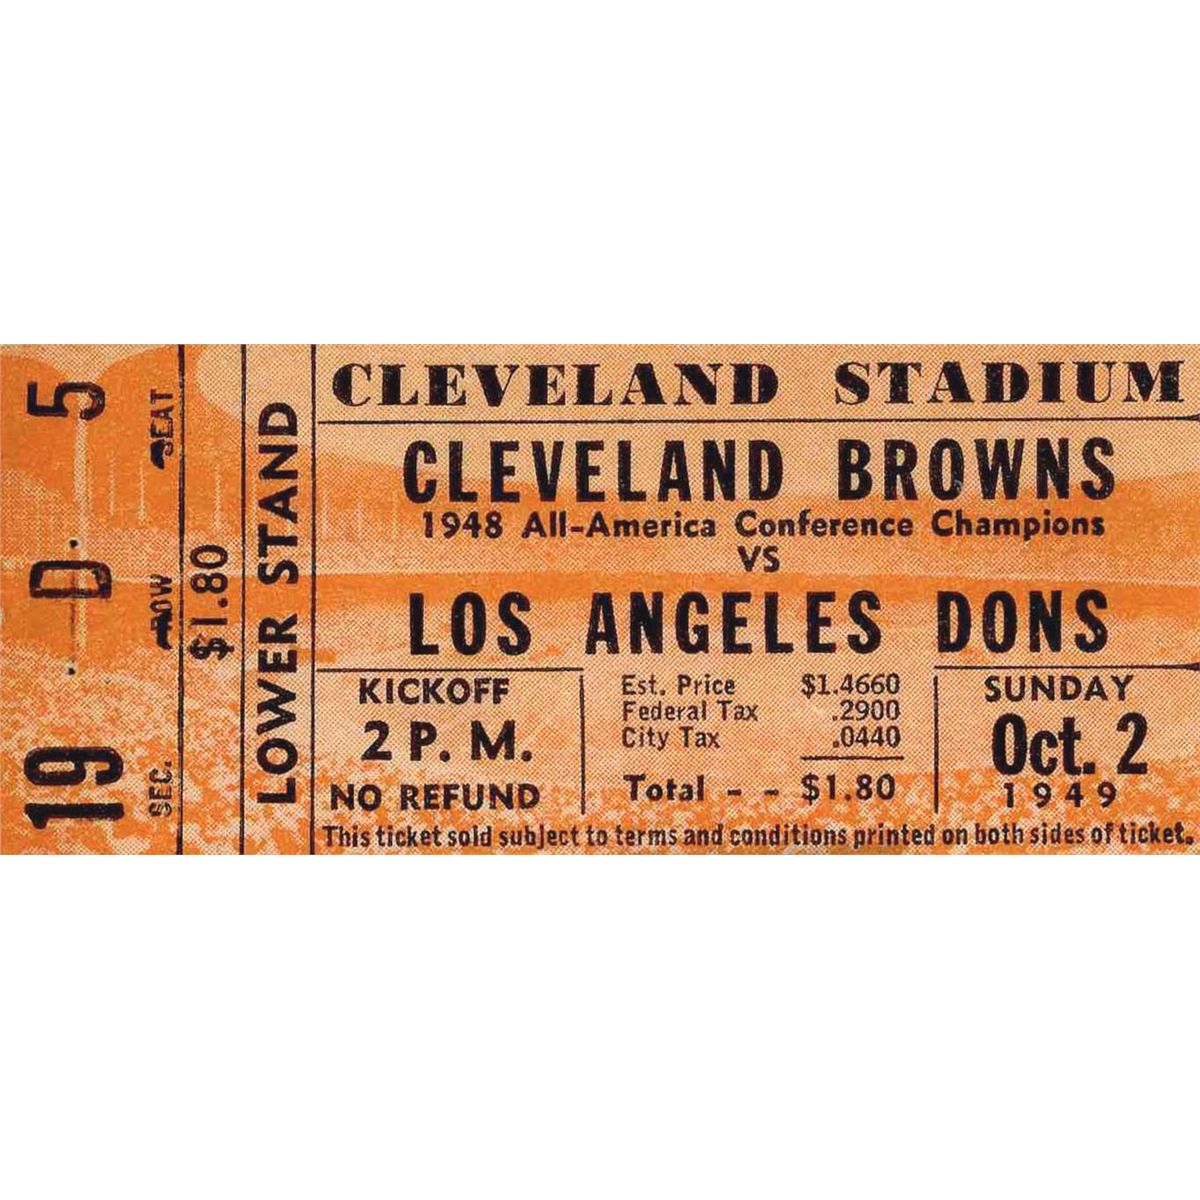 19 D. 5
SEC. ROW SEAT
$1.80
LOWER STAND
CLEVELAND STADIUM
CLEVELAND BROWNS
1948 All-America Conference Champions
VS
LOS ANGELES DONS
KICKOFF
2 P. M.
NO REFUND
Est. Price $1.4660
Federal Tax .2900
City Tax .0440
Total - - $1.80
SUNDAY
Oct. 2
1949
This ticket sold subject to terms and conditions printed on both sides of ticket.